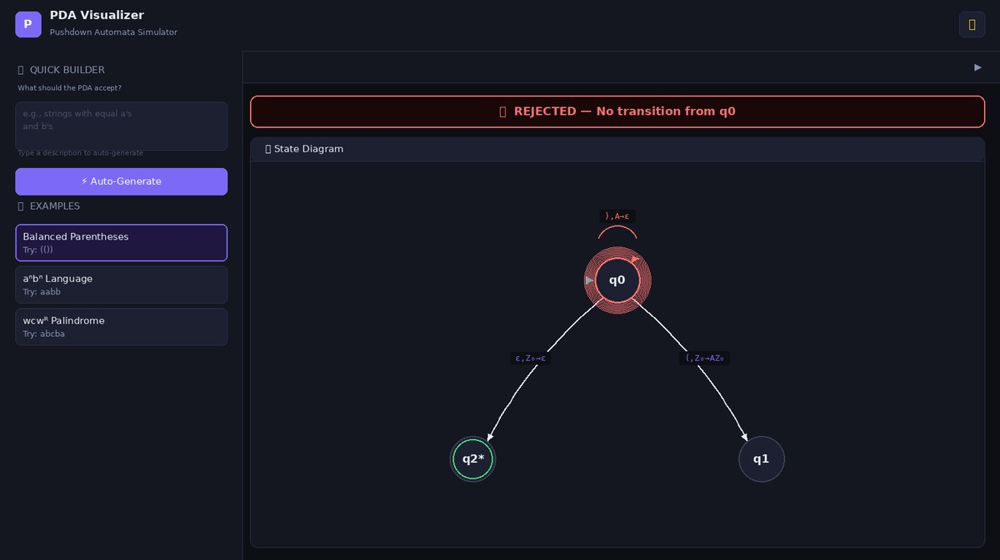 P
PDA Visualizer
Pushdown Automata Simulator
QUICK BUILDER
What should the PDA accept?
e.g., strings with equal a's
and b's
Type a description to auto-generate
⚡ Auto-Generate
EXAMPLES
Balanced Parentheses
Try: (())
aⁿbⁿ Language
Try: aabb
wcwᴿ Palindrome
Try: abcba
REJECTED — No transition from q0
State Diagram
),A→ε
q0
ε,Z₀→ε
(,Z₀→AZ₀
q2*
q1